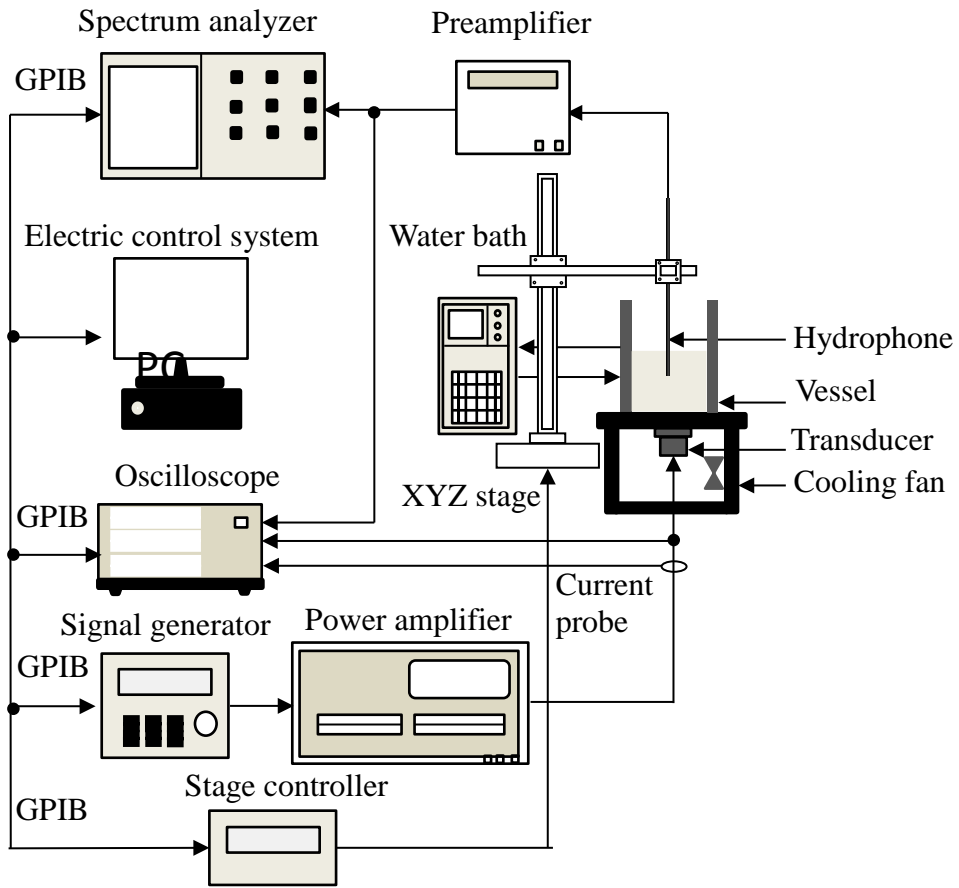 Spectrum analyzer
Preamplifier
GPIB
Electric control system
Water bath
PC
Hydrophone
Vessel
Transducer
Cooling fan
Oscilloscope
XYZ stage
GPIB
Current
probe
Signal generator
Power amplifier
GPIB
Stage controller
GPIB